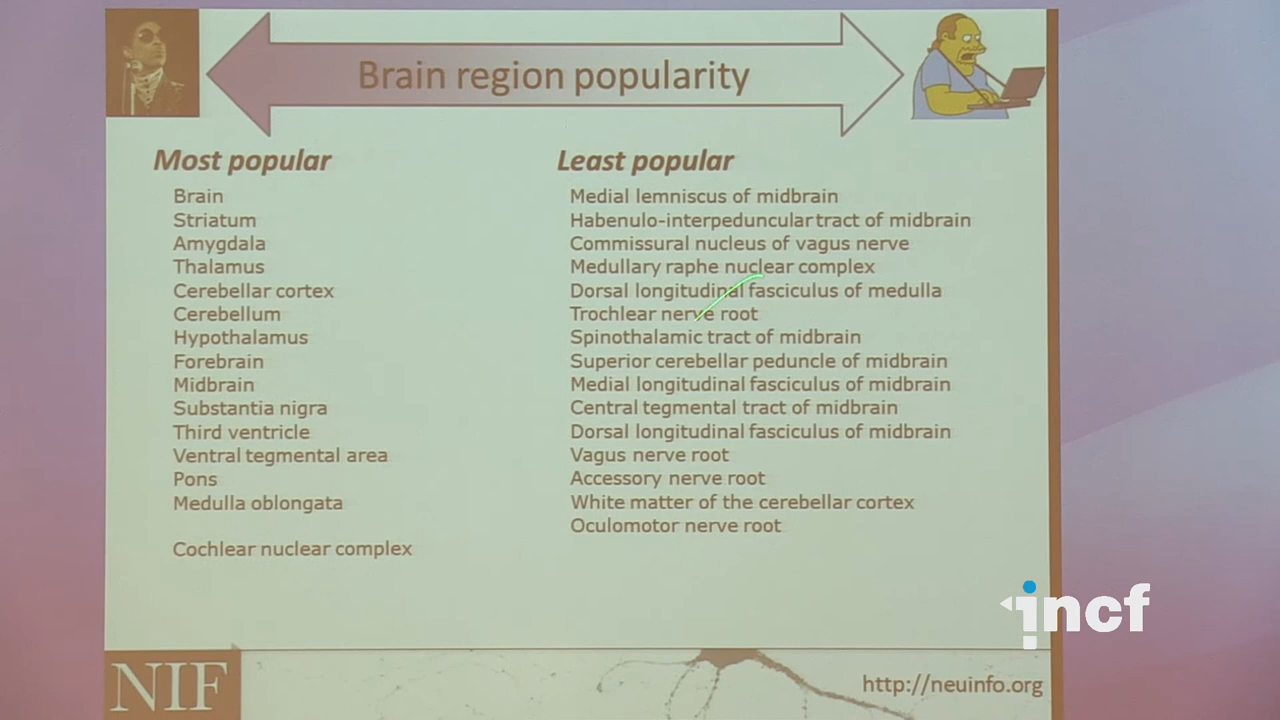 Brain region popularity
Most popular
Brain
Striatum
Amygdala
Thalamus
Cerebellar cortex
Cerebellum
Hypothalamus
Forebrain
Midbrain
Substantia nigra
Third ventricle
Ventral tegmental area
Pons
Medulla oblongata
Cochlear nuclear complex
Least popular
Medial lemniscus of midbrain
Habenulo-interpeduncular tract of midbrain
Commissural nucleus of vagus nerve
Medullary raphe nuclear complex
Dorsal longitudinal fasciculus of medulla
Trochlear nerve root
Spinothalamic tract of midbrain
Superior cerebellar peduncle of midbrain
Medial longitudinal fasciculus of midbrain
Central tegmental tract of midbrain
Dorsal longitudinal fasciculus of midbrain
Vagus nerve root
Accessory nerve root
White matter of the cerebellar cortex
Oculomotor nerve root
incf
NIF
http://neuinfo.org